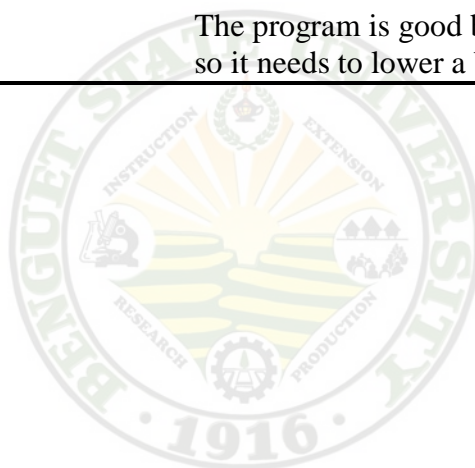 The program is good
so it needs to lower a
BENGUET STATE UNIVERSITY
INSTRUCTION
EXTENSION
RESEARCH
PRODUCTION
1916